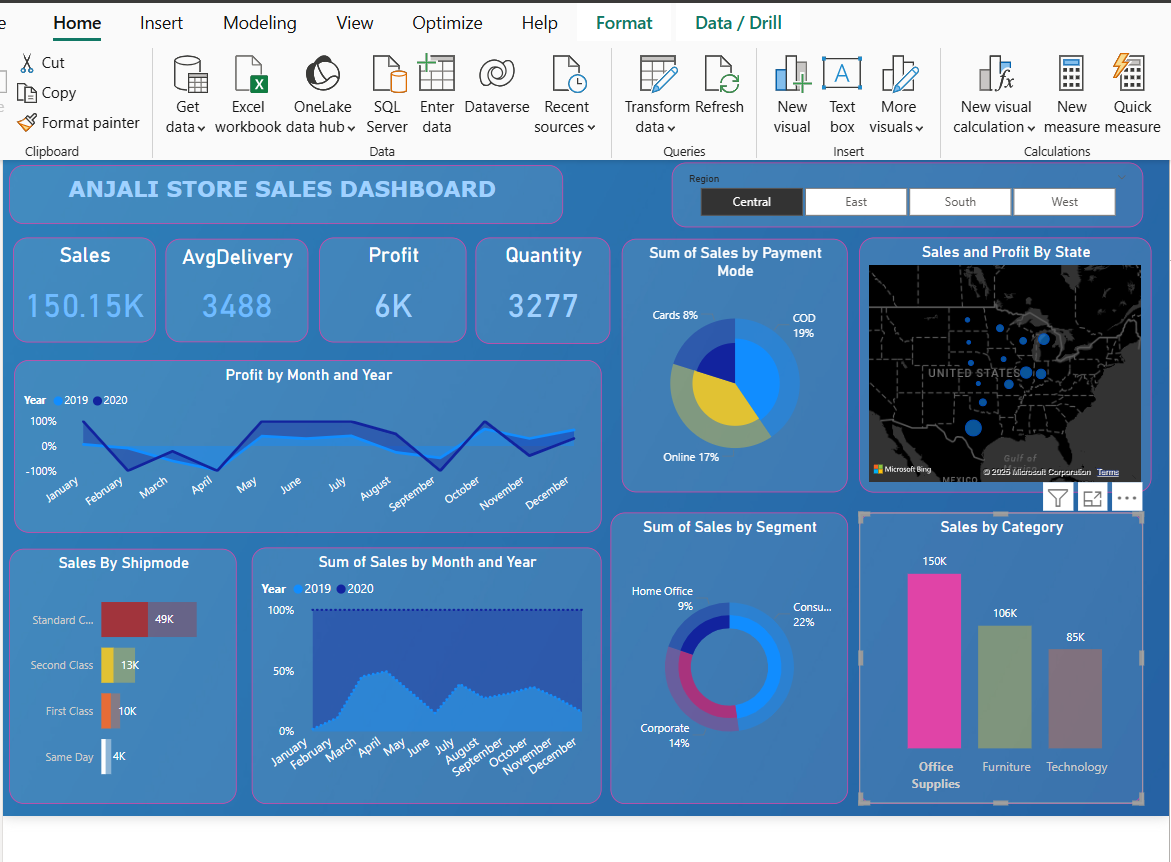 e Home Insert Modeling View Optimize Help Format Data / Drill
Cut
Copy
Format painter
Clipboard
Get data
Excel workbook
OneLake data hub
SQL Server
Enter data
Dataverse
Recent sources
Data
Transform data
Refresh
Queries
New visual
Text box
More visuals
Insert
New visual calculation
New measure
Quick measure
Calculations
ANJALI STORE SALES DASHBOARD
Region
Central East South West
Sales
150.15K
AvgDelivery
3488
Profit
6K
Quantity
3277
Sum of Sales by Payment
Mode
Cards 8%
COD
19%
Online 17%
Sales and Profit By State
UNITED STATES
Gulf of
MEXICO
Microsoft Bing
© 2025 Microsoft Corporation Terms
Profit by Month and Year
Year 2019 2020
100%
0%
-100%
January February March April May June July August September October November December
Sales By Shipmode
Standard C... 49K
Second Class 13K
First Class 10K
Same Day 4K
Sum of Sales by Month and Year
Year 2019 2020
100%
50%
0%
January February March April May June July August September October November December
Sum of Sales by Segment
Home Office
9%
Consu...
22%
Corporate
14%
Sales by Category
150K
106K
85K
Office
Supplies
Furniture
Technology